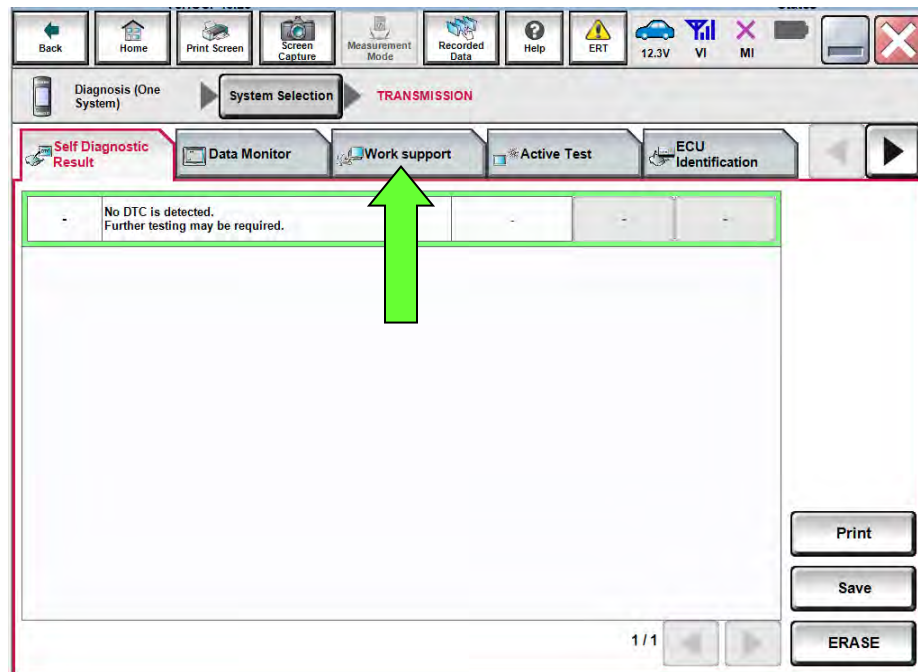 Back
Home
Print Screen
Screen
Capture
Measurement
Mode
Recorded
Data
Help
ERT
12.3V
VI
MI
Diagnosis (One
System)
System Selection
TRANSMISSION
Self Diagnostic
Result
Data Monitor
Work support
Active Test
ECU
Identification
-
No DTC is detected.
Further testing may be required.
-
-
-
Print
Save
1/1
ERASE